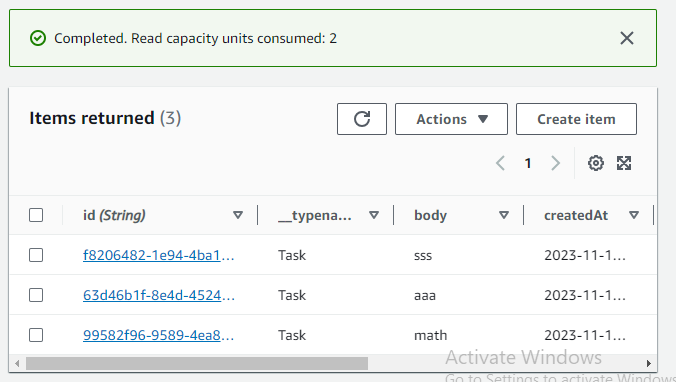 Completed. Read capacity units consumed: 2
Items returned (3)
Actions
Create item
1
id (String) __typena... body createdAt
f8206482-1e94-4ba1... Task sss 2023-11-1...
63d46b1f-8e4d-4524... Task aaa 2023-11-1...
99582f96-9589-4ea8... Task math 2023-11-1...
Activate Windows
Go to Settings to activate Windows